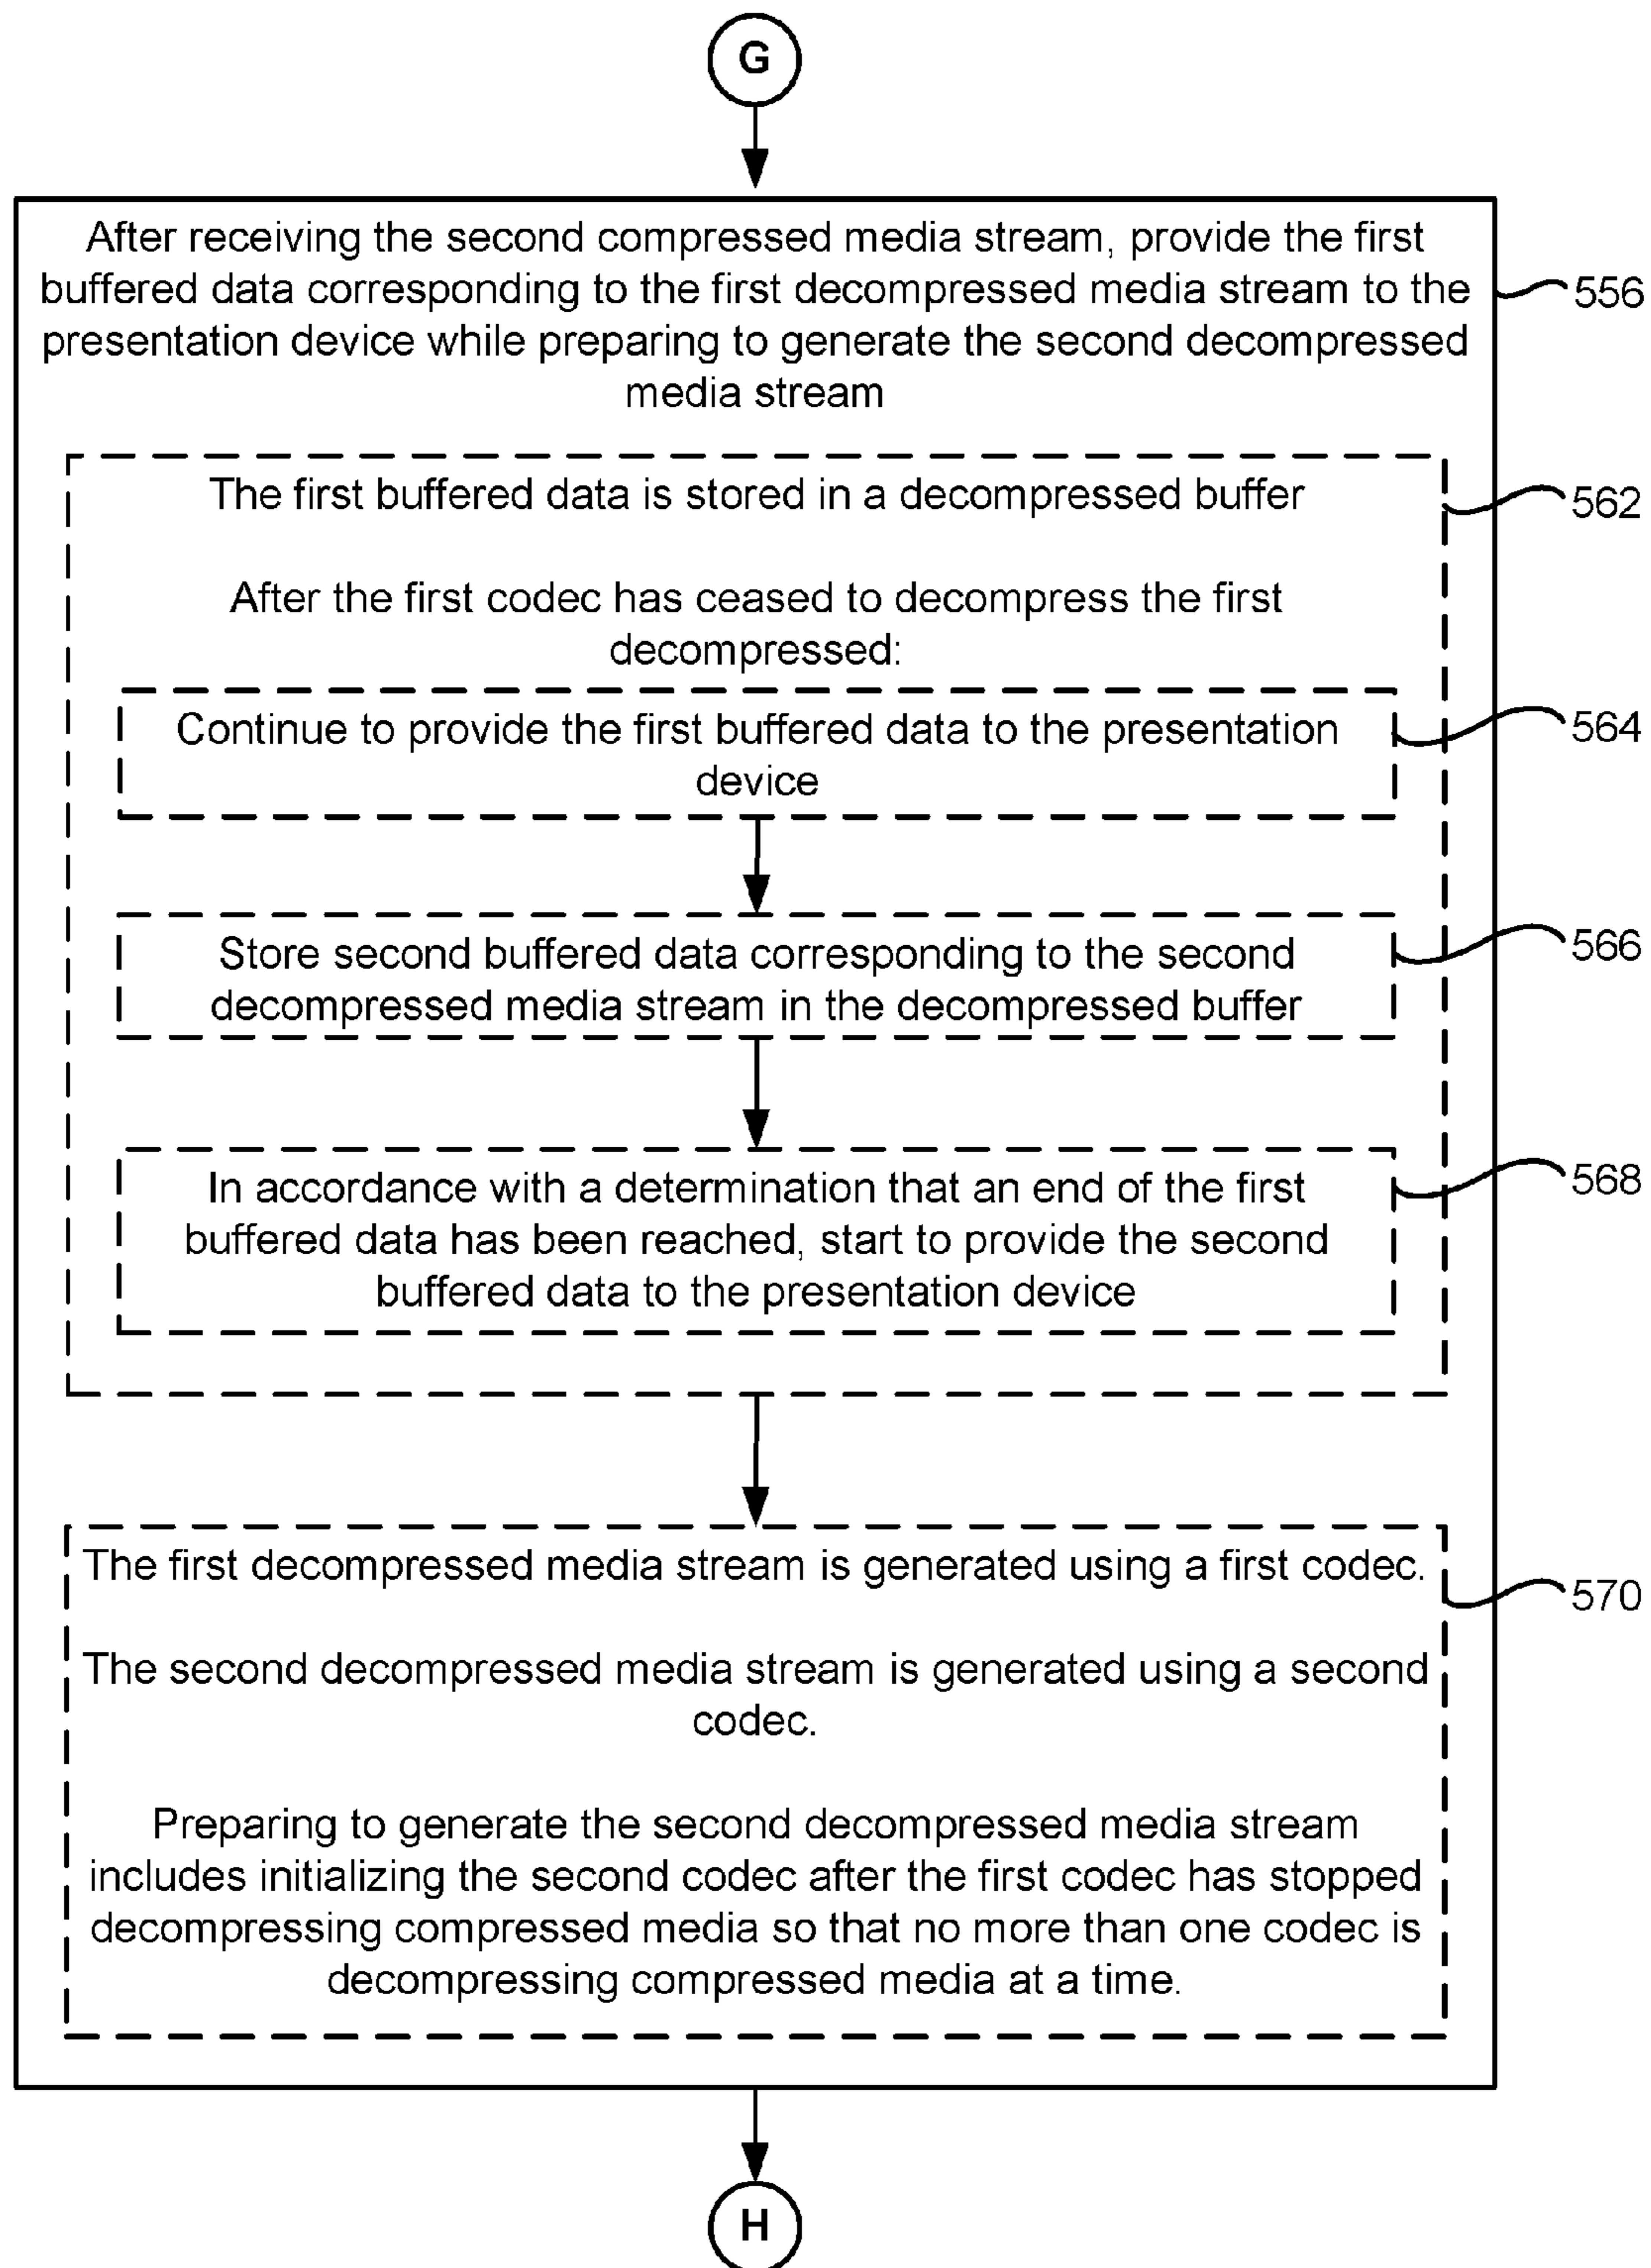 G
After receiving the second compressed media stream, provide the first
buffered data corresponding to the first decompressed media stream to the
presentation device while preparing to generate the second decompressed
media stream
556
The first buffered data is stored in a decompressed buffer
562
After the first codec has ceased to decompress the first
decompressed:
Continue to provide the first buffered data to the presentation
device
564
Store second buffered data corresponding to the second
decompressed media stream in the decompressed buffer
566
In accordance with a determination that an end of the first
buffered data has been reached, start to provide the second
buffered data to the presentation device
568
The first decompressed media stream is generated using a first codec.
570
The second decompressed media stream is generated using a second
codec.
Preparing to generate the second decompressed media stream
includes initializing the second codec after the first codec has stopped
decompressing compressed media so that no more than one codec is
decompressing compressed media at a time.
H